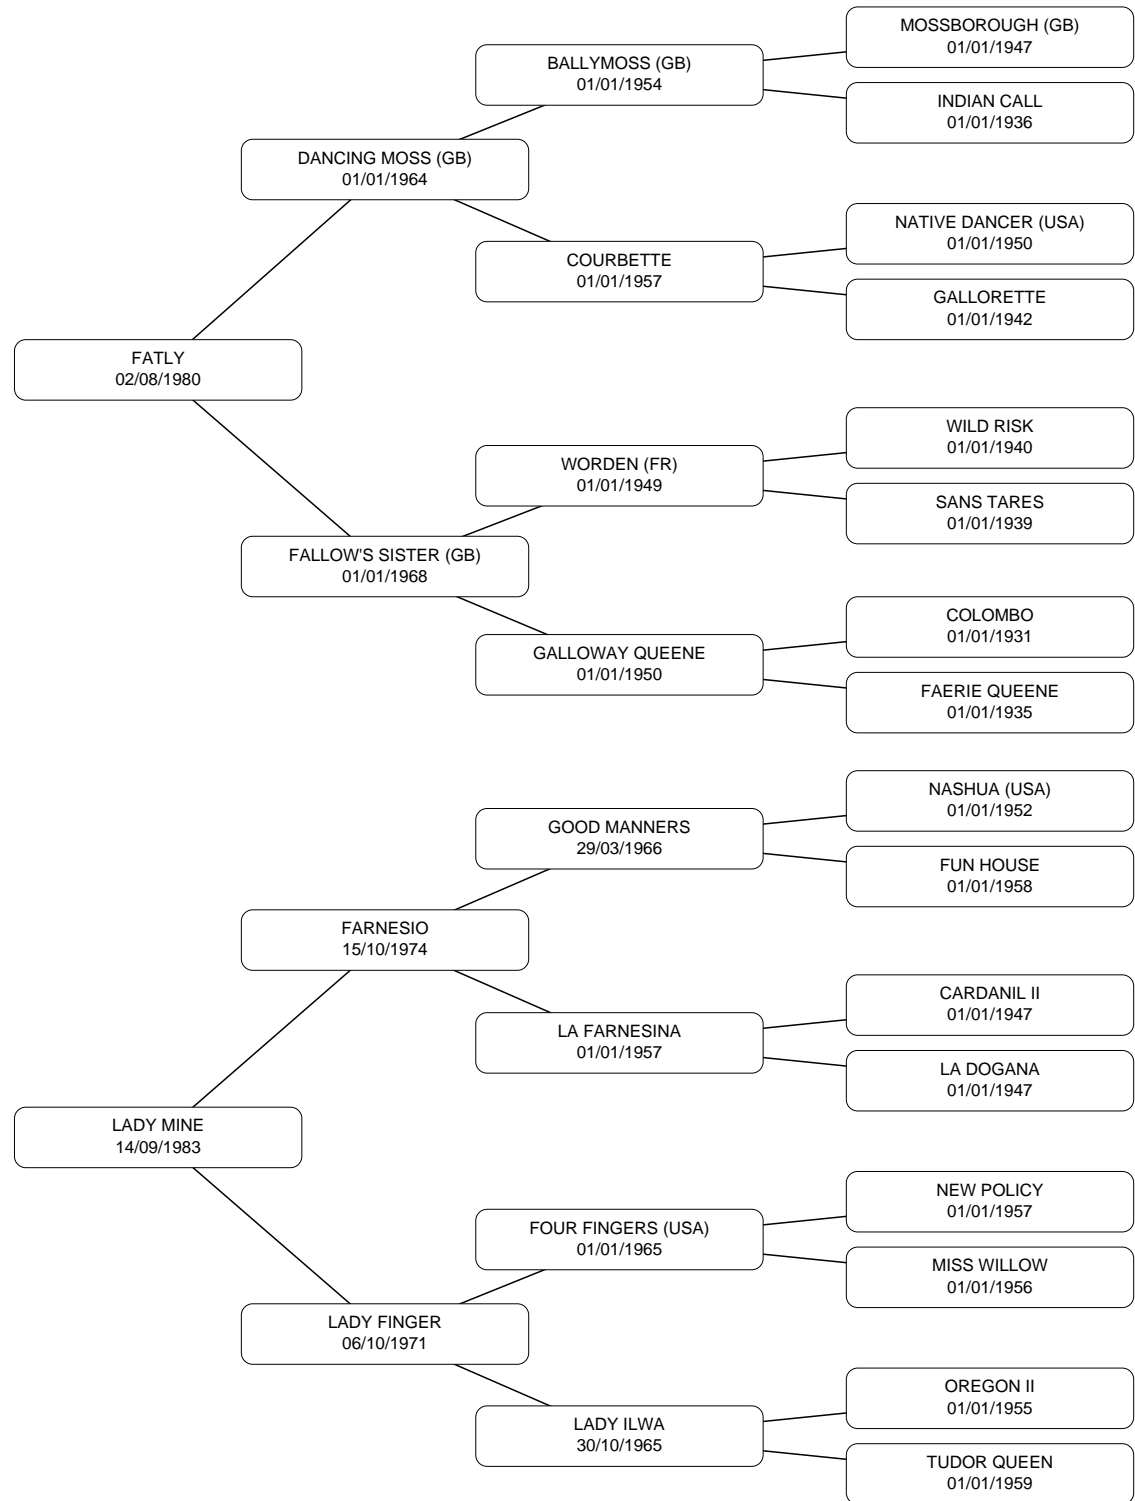 MOSSBOROUGH (GB)
01/01/1947
BALLYMOSS (GB)
01/01/1954
INDIAN CALL
01/01/1936
DANCING MOSS (GB)
01/01/1964
NATIVE DANCER (USA)
01/01/1950
COURBETTE
01/01/1957
GALLORETTE
01/01/1942
FATLY
02/08/1980
WILD RISK
01/01/1940
WORDEN (FR)
01/01/1949
SANS TARES
01/01/1939
FALLOW'S SISTER (GB)
01/01/1968
COLOMBO
01/01/1931
GALLOWAY QUEENE
01/01/1950
FAERIE QUEENE
01/01/1935
NASHUA (USA)
01/01/1952
GOOD MANNERS
29/03/1966
FUN HOUSE
01/01/1958
FARNESIO
15/10/1974
CARDANIL II
01/01/1947
LA FARNESINA
01/01/1957
LA DOGANA
01/01/1947
LADY MINE
14/09/1983
NEW POLICY
01/01/1957
FOUR FINGERS (USA)
01/01/1965
MISS WILLOW
01/01/1956
LADY FINGER
06/10/1971
OREGON II
01/01/1955
LADY ILWA
30/10/1965
TUDOR QUEEN
01/01/1959